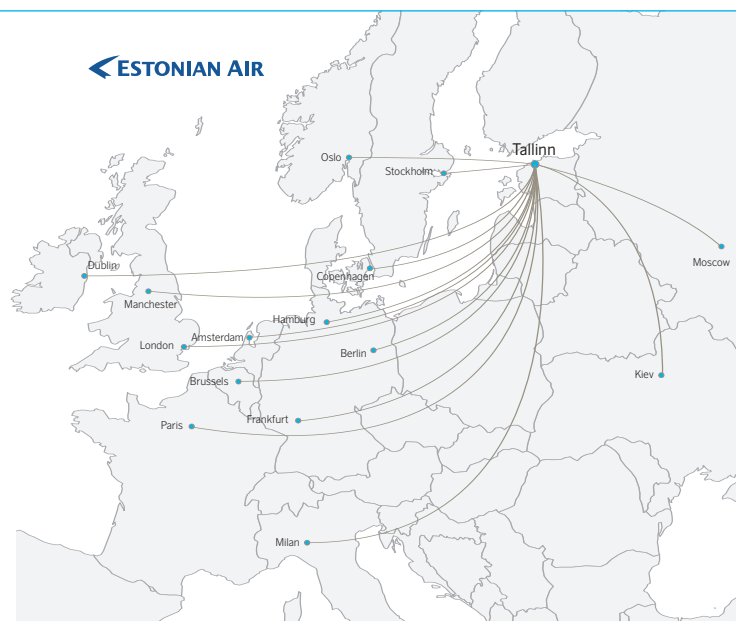 ESTONIAN AIR
Tallinn
Oslo
Stockholm
Moscow
Dublin
Copenhagen
Manchester
Hamburg
Amsterdam
London
Berlin
Kiev
Brussels
Frankfurt
Paris
Milan